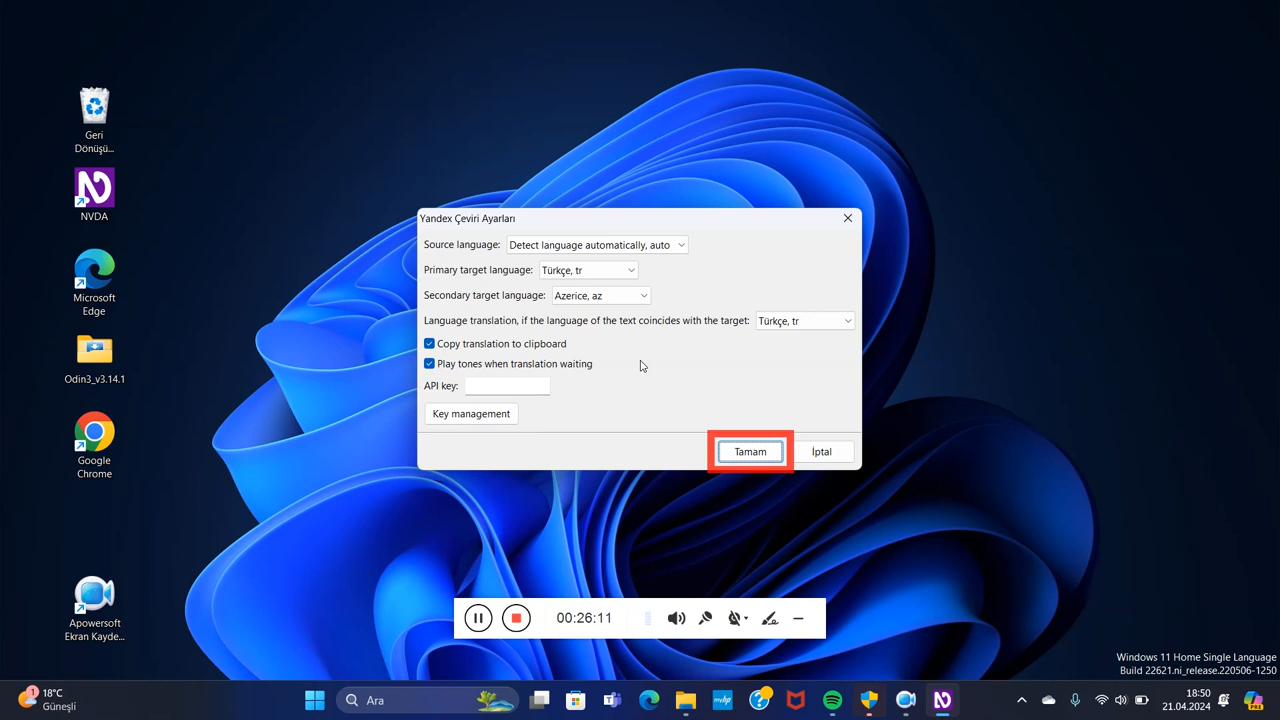 Geri
Dönüşü...
NVDA
Microsoft
Edge
Odin3_v3.14.1
Google
Chrome
Apowersoft
Ekran Kayde...
Yandex Çeviri Ayarları
Source language: Detect language automatically, auto
Primary target language: Türkçe, tr
Secondary target language: Azerice, az
Language translation, if the language of the text coincides with the target: Türkçe, tr
Copy translation to clipboard
Play tones when translation waiting
API key:
Key management
Tamam İptal
00:26:11
Windows 11 Home Single Language
Build 22621.ni_release.220506-1250
1 18°C
Güneşli
Ara
myhp
18:50
21.04.2024
PRE